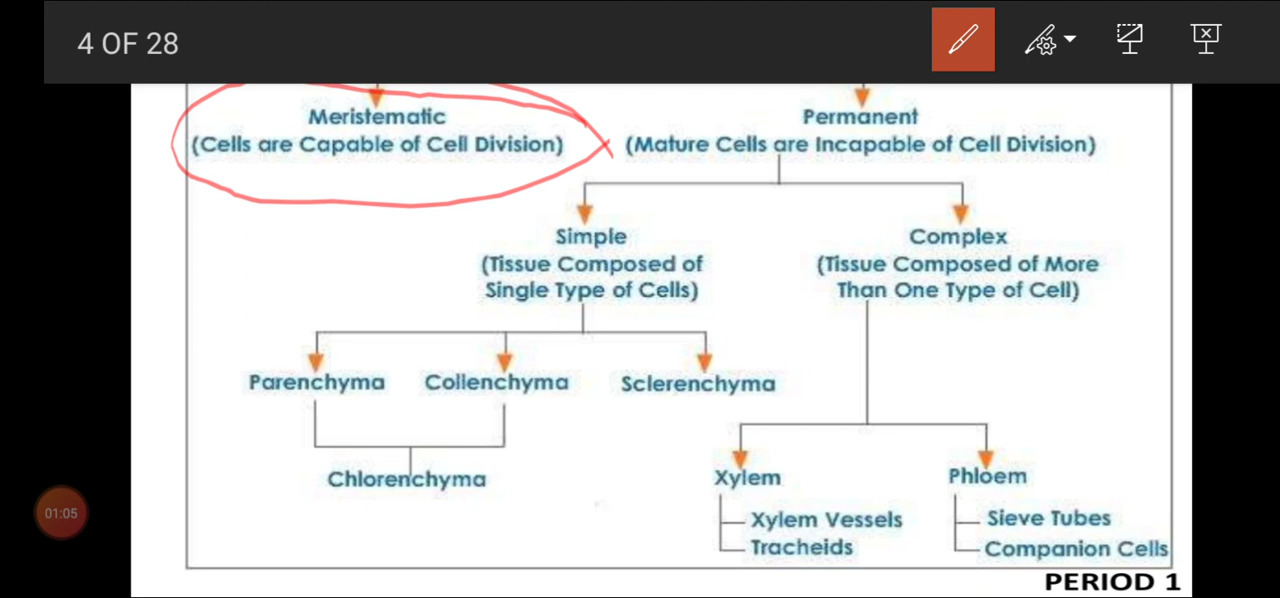 4 OF 28
Meristematic
(Cells are Capable of Cell Division)
Permanent
(Mature Cells are Incapable of Cell Division)
Simple
(Tissue Composed of
Single Type of Cells)
Complex
(Tissue Composed of More
Than One Type of Cell)
Parenchyma
Collenchyma
Sclerenchyma
Chlorenchyma
Xylem
Xylem Vessels
Tracheids
Phloem
Sieve Tubes
Companion Cells
01:05
PERIOD 1